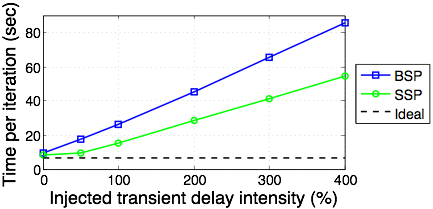 Time per iteration (sec)
80
60
40
20
0
0 100 200 300 400
Injected transient delay intensity (%)
BSP
SSP
Ideal